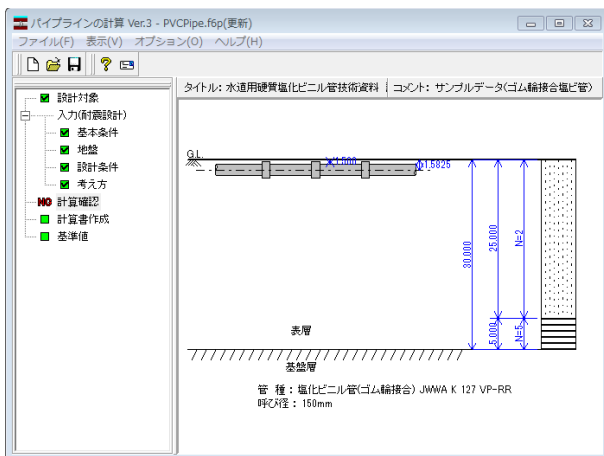 パイプラインの計算 Ver.3 - PVCPipe.f6p(更新)
ファイル(F) 表示(V) オプション(O) ヘルプ(H)
設計対象
入力(耐震設計)
基本条件
地盤
設計条件
考え方
NO 計算確認
計算書作成
基準値
タイトル：水道用硬質塩化ビニル管技術資料
コメント：サンプルデータ(ゴム輪接合塩ビ管)
G.L.
1.500
1.5825
30.000
25.000
N=2
5.000
N=5
表層
基盤層
管 種：塩化ビニル管(ゴム輪接合) JWWA K 127 VP-RR
呼び径：150mm